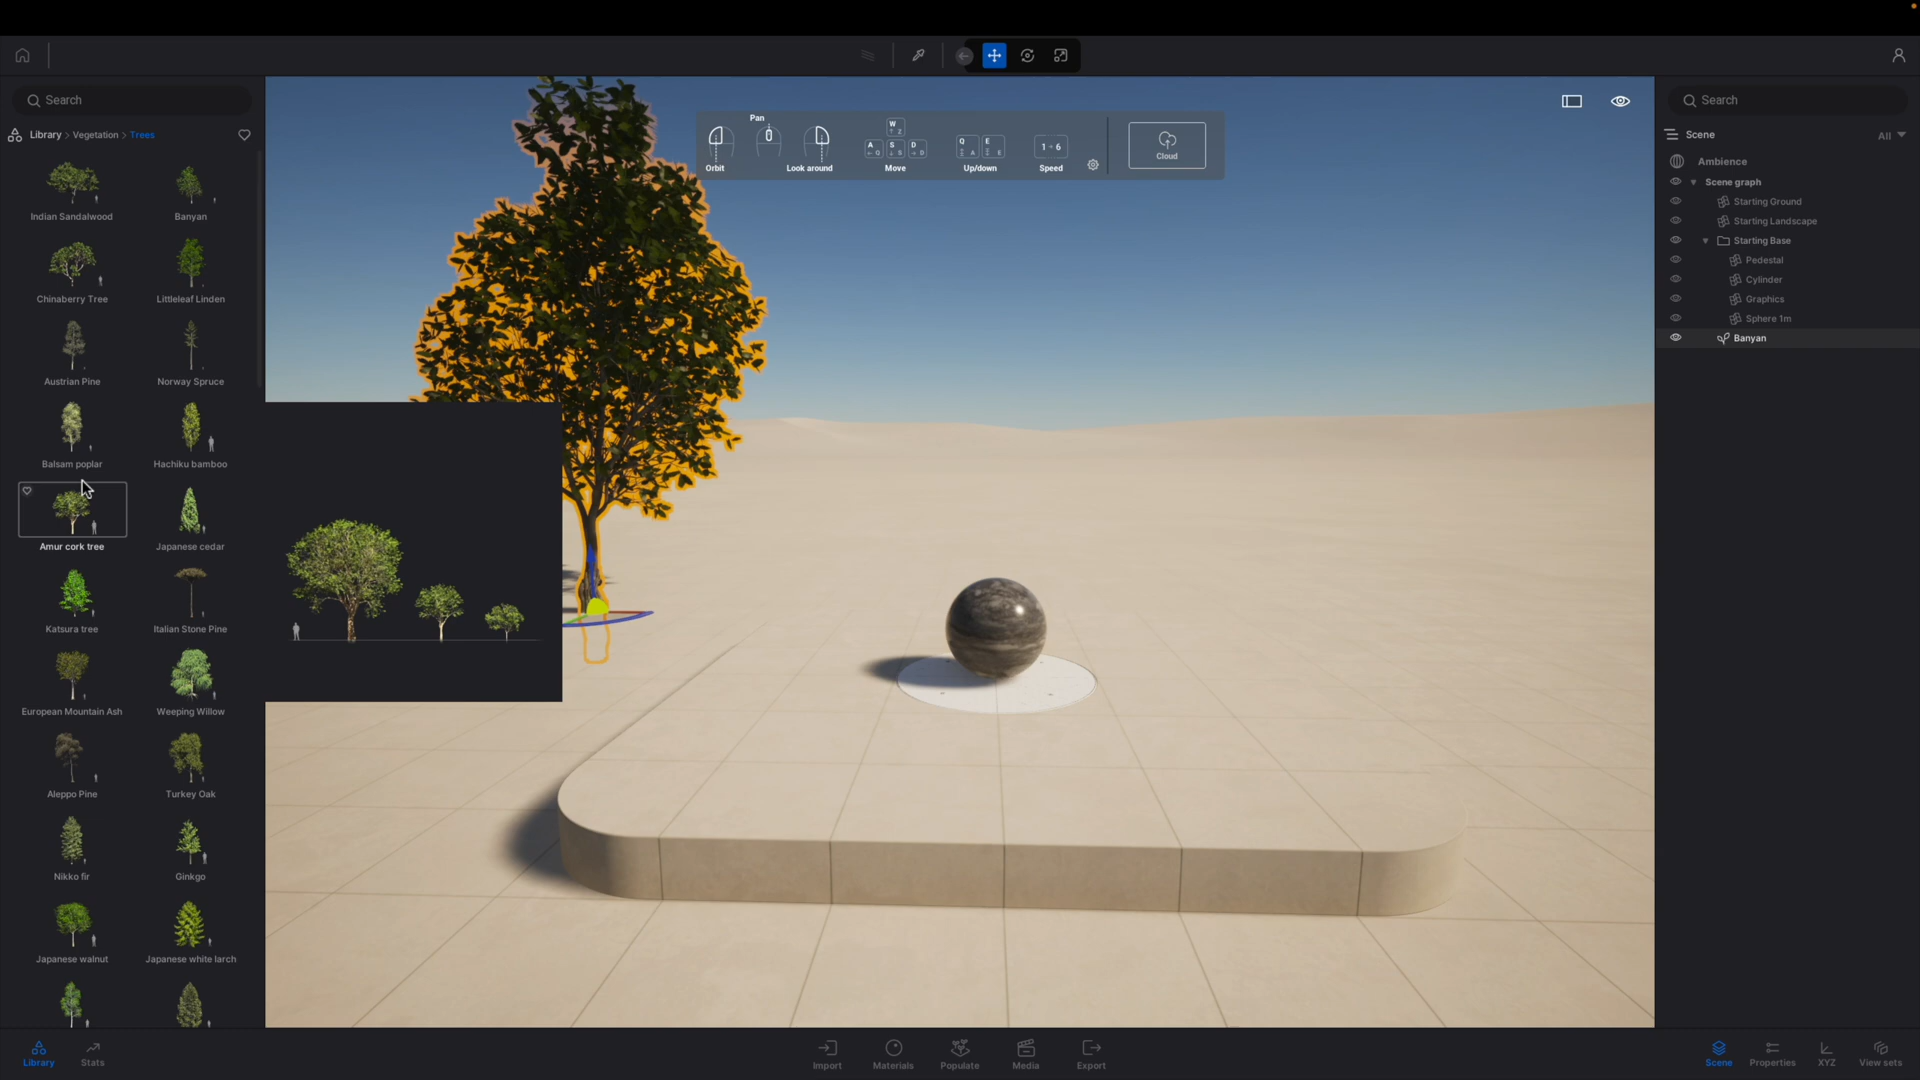 Search
Library > Vegetation > Trees
Indian Sandalwood
Banyan
Chinaberry Tree
Littleleaf Linden
Austrian Pine
Norway Spruce
Balsam poplar
Hachiku bamboo
Amur cork tree
Japanese cedar
Katsura tree
Italian Stone Pine
European Mountain Ash
Weeping Willow
Aleppo Pine
Turkey Oak
Nikko fir
Ginkgo
Japanese walnut
Japanese white larch
Library
Stats
Pan
Orbit
Look around
W
A S D
Move
Q E
Up/down
1 - 6
Speed
Cloud
Import
Materials
Populate
Media
Export
Search
Scene
All
Ambience
Scene graph
Starting Ground
Starting Landscape
Starting Base
Pedestal
Cylinder
Graphics
Sphere 1m
Banyan
Scene
Properties
XYZ
View sets